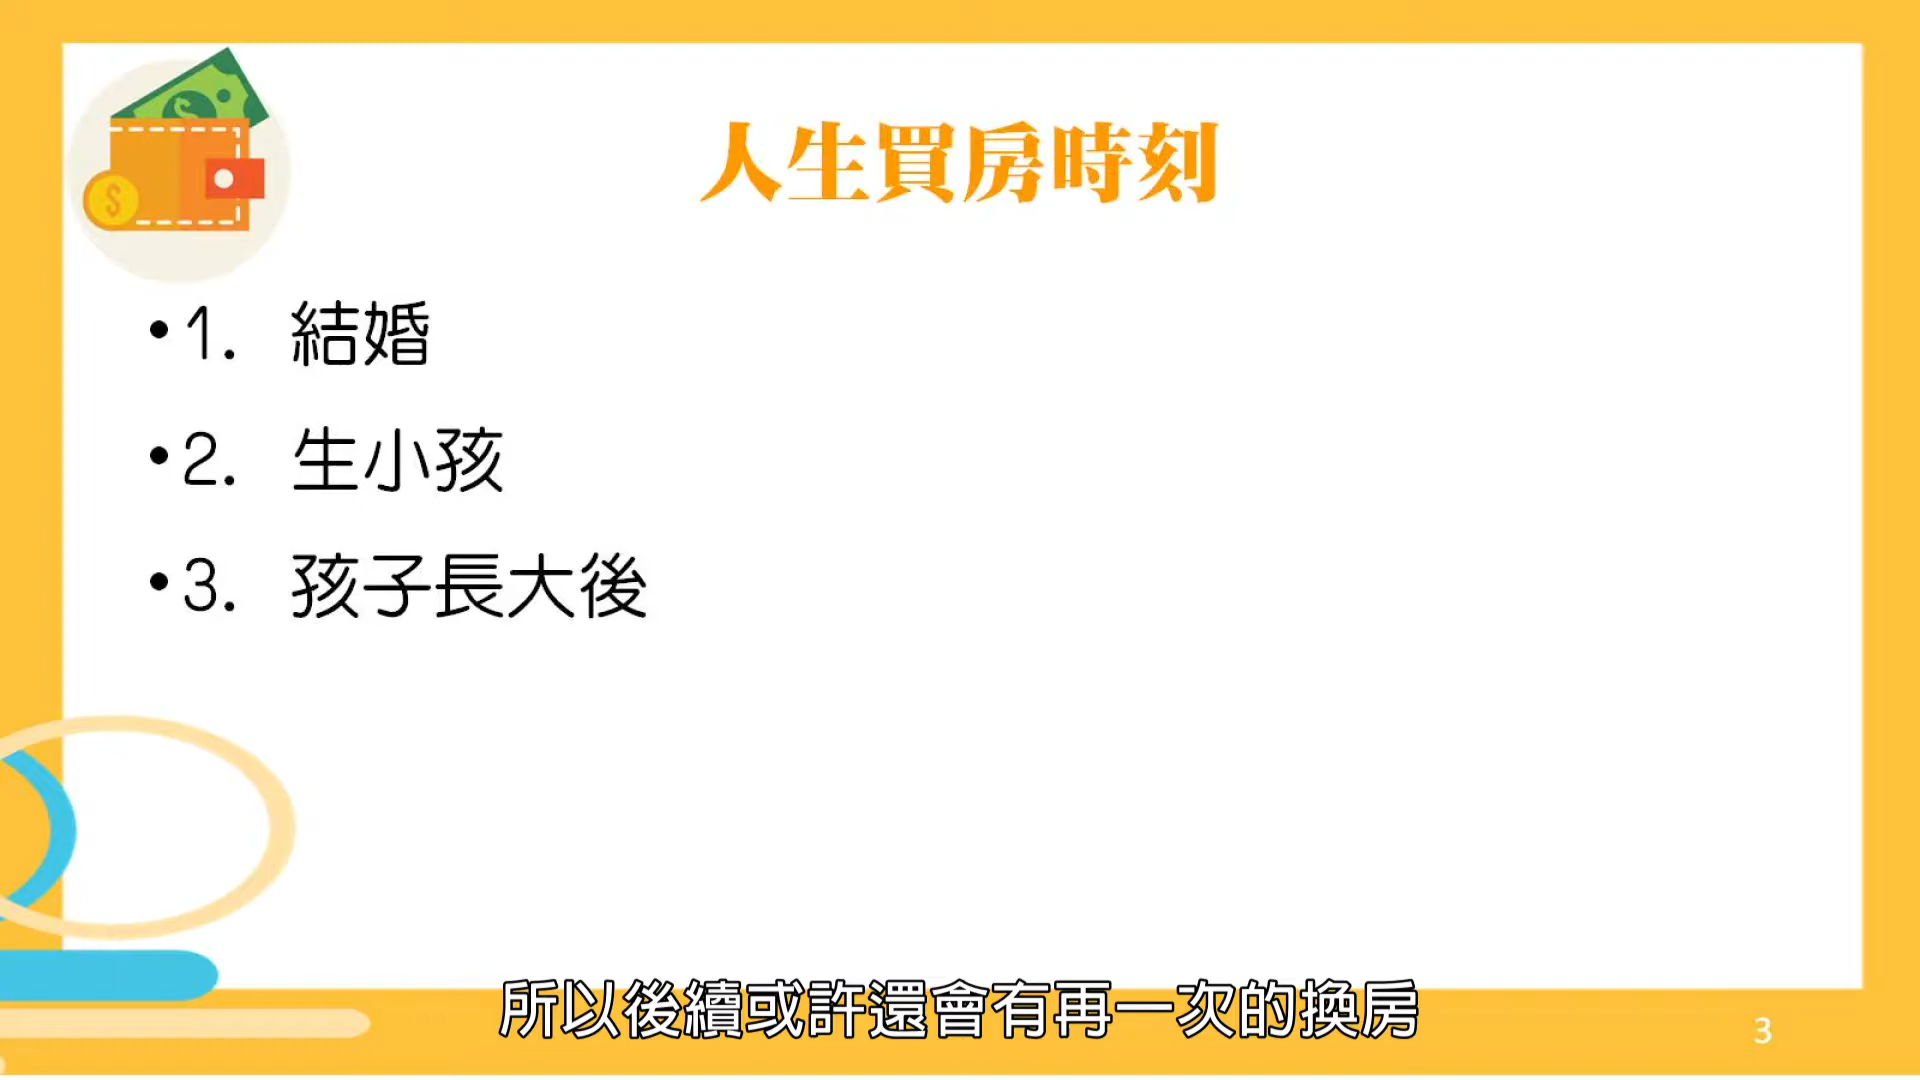 人生買房時刻
•1. 結婚
•2. 生小孩
•3. 孩子長大後
所以後續或許還會有再一次的換房
3